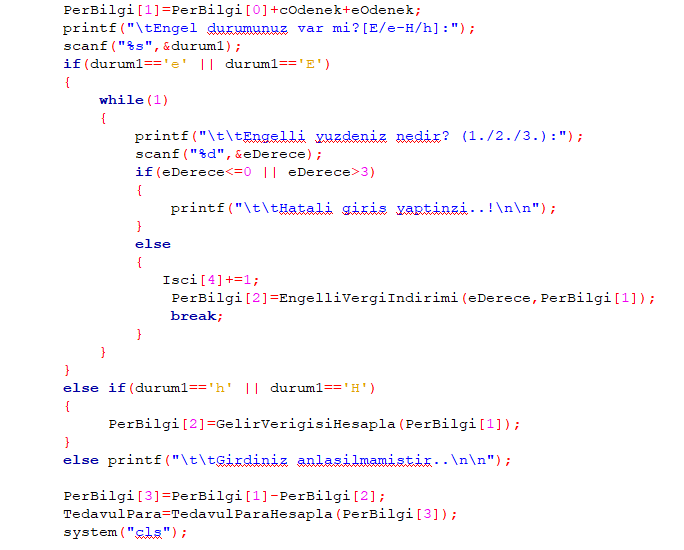 PerBilgi[1]=PerBilgi[0]+cOdenek+eOdenek;
printf("\tEngel durumunuz var mi?[E/e-H/h]:");
scanf("%s",&durum1);
if(durum1=='e' || durum1=='E')
{
while(1)
{
printf("\t\tEngelli yuzdeniz nedir? (1./2./3.):");
scanf("%d",&eDerece);
if(eDerece<=0 || eDerece>3)
{
printf("\t\tHatali giris yaptinzi..!\n\n");
}
else
{
Isci[4]+=1;
PerBilgi[2]=EngelliVergiIndirimi(eDerece,PerBilgi[1]);
break;
}
}
}
else if(durum1=='h' || durum1=='H')
{
PerBilgi[2]=GelirVerigisiHesapla(PerBilgi[1]);
}
else printf("\t\tGirdiniz anlasilmamistir..\n\n");
PerBilgi[3]=PerBilgi[1]-PerBilgi[2];
TedavulPara=TedavulParaHesapla(PerBilgi[3]);
system("cls");